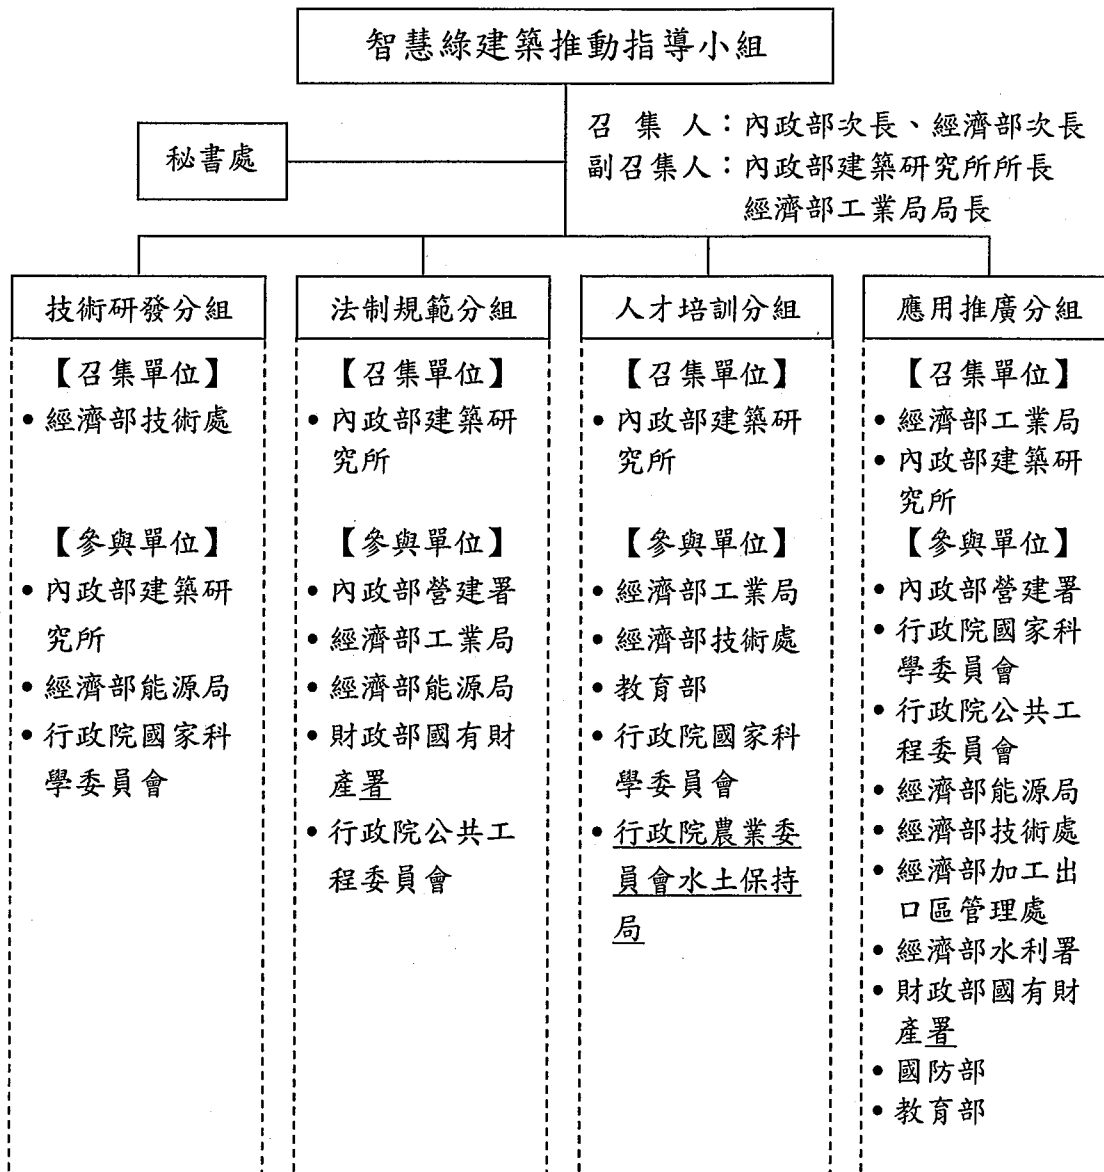 智慧綠建築推動指導小組
秘書處
召 集 人：內政部次長、經濟部次長
副召集人：內政部建築研究所所長
經濟部工業局局長
技術研發分組
【召集單位】
• 經濟部技術處
【參與單位】
• 內政部建築研
究所
• 經濟部能源局
• 行政院國家科
學委員會
法制規範分組
【召集單位】
• 內政部建築研
究所
【參與單位】
• 內政部營建署
• 經濟部工業局
• 經濟部能源局
• 財政部國有財
產署
• 行政院公共工
程委員會
人才培訓分組
【召集單位】
• 內政部建築研
究所
【參與單位】
• 經濟部工業局
• 經濟部技術處
• 教育部
• 行政院國家科
學委員會
• 行政院農業委
員會水土保持
局
應用推廣分組
【召集單位】
• 經濟部工業局
• 內政部建築研
究所
【參與單位】
• 內政部營建署
• 行政院國家科
學委員會
• 行政院公共工
程委員會
• 經濟部能源局
• 經濟部技術處
• 經濟部加工出
口區管理處
• 經濟部水利署
• 財政部國有財
產署
• 國防部
• 教育部